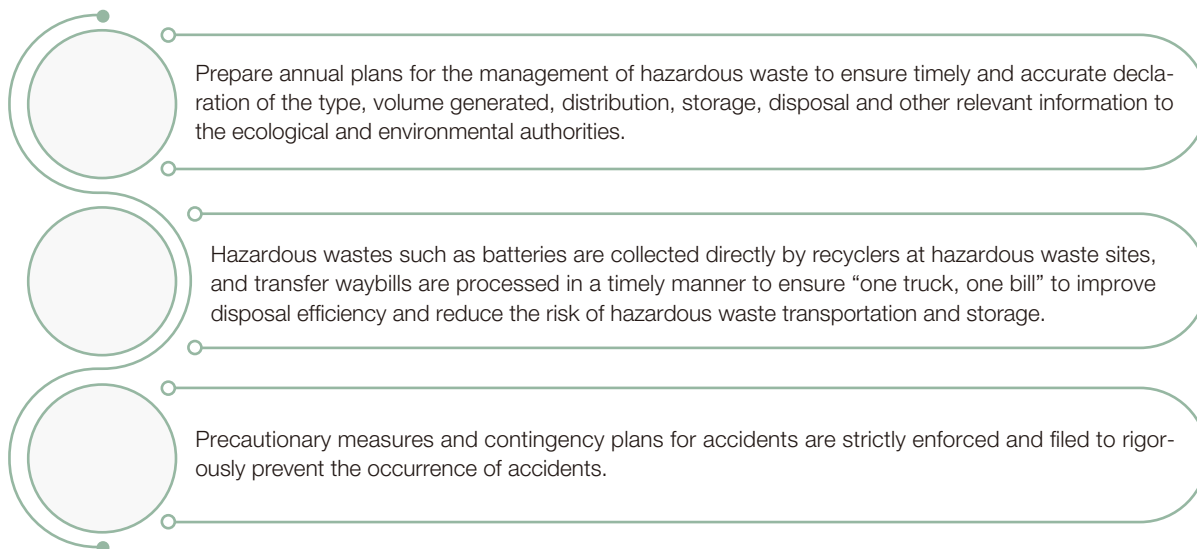 Prepare annual plans for the management of hazardous waste to ensure timely and accurate decla-
ration of the type, volume generated, distribution, storage, disposal and other relevant information to
the ecological and environmental authorities.
Hazardous wastes such as batteries are collected directly by recyclers at hazardous waste sites,
and transfer waybills are processed in a timely manner to ensure “one truck, one bill” to improve
disposal efficiency and reduce the risk of hazardous waste transportation and storage.
Precautionary measures and contingency plans for accidents are strictly enforced and filed to rigor-
ously prevent the occurrence of accidents.